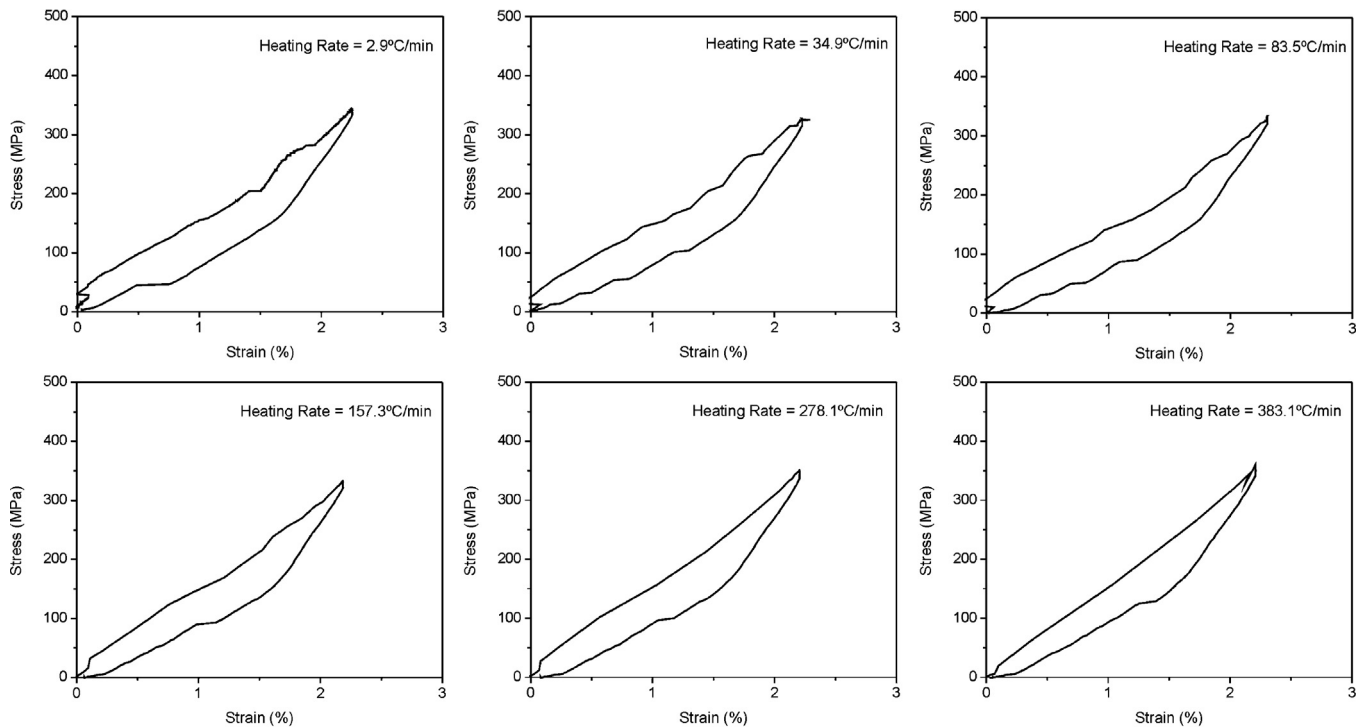 500
400
300
200
100
0
Stress (MPa)
Heating Rate = 2.9ºC/min
0 1 2 3
Strain (%)
500
400
300
200
100
0
Stress (MPa)
Heating Rate = 34.9ºC/min
0 1 2 3
Strain (%)
500
400
300
200
100
0
Stress (MPa)
Heating Rate = 83.5ºC/min
0 1 2 3
Strain (%)
500
400
300
200
100
0
Stress (MPa)
Heating Rate = 157.3ºC/min
0 1 2 3
Strain (%)
500
400
300
200
100
0
Stress (MPa)
Heating Rate = 278.1ºC/min
0 1 2 3
Strain (%)
500
400
300
200
100
0
Stress (MPa)
Heating Rate = 383.1ºC/min
0 1 2 3
Strain (%)